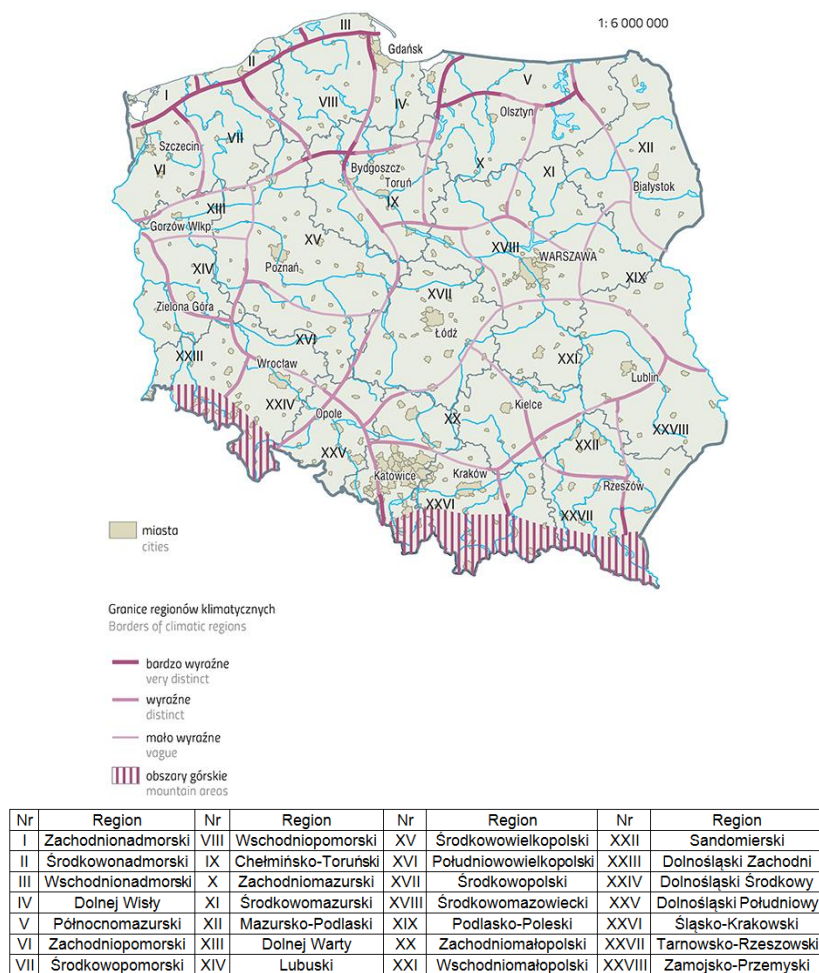 1: 6 000 000
III
Gdańsk
II
I
V
VIII
IV
Olsztyn
VII
Szczecin
XII
VI
Bydgoszcz
X
XI
Toruń
Białystok
XIII
IX
Gorzów Wlkp.
XV
XVIII
WARSZAWA
XIV
Poznań
XIX
XVII
Zielona Góra
Łódź
XVI
XXIII
Wrocław
XXI
Lublin
XXIV
Opole
Kielce
XX
XXVIII
XXII
XXV
Katowice
Kraków
Rzeszów
XXVI
XXVII
miasta
cities
Granice regionów klimatycznych
Borders of climatic regions
bardzo wyraźne
very distinct
wyraźne
distinct
mało wyraźne
vague
obszary górskie
mountain areas
Nr Region Nr Region Nr Region Nr Region
I Zachodnionadmorski VIII Wschodniopomorski XV Środkowowielkopolski XXII Sandomierski
II Środkowonadmorski IX Chełmińsko-Toruński XVI Południowowielkopolski XXIII Dolnośląski Zachodni
III Wschodnionadmorski X Zachodniomazurski XVII Środkowopolski XXIV Dolnośląski Środkowy
IV Dolnej Wisły XI Środkowomazurski XVIII Środkowomazowiecki XXV Dolnośląski Południowy
V Północnomazurski XII Mazursko-Podlaski XIX Podlasko-Poleski XXVI Śląsko-Krakowski
VI Zachodniopomorski XIII Dolnej Warty XX Zachodniomałopolski XXVII Tarnowsko-Rzeszowski
VII Środkowopomorski XIV Lubuski XXI Wschodniomałopolski XXVIII Zamojsko-Przemyski